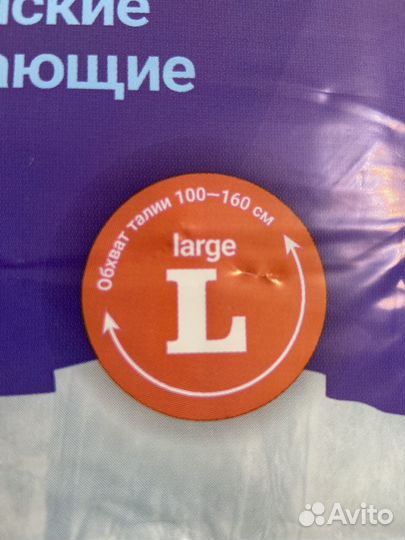 ские
ающие
Обхват талии 100—160 см
large
L
Avito